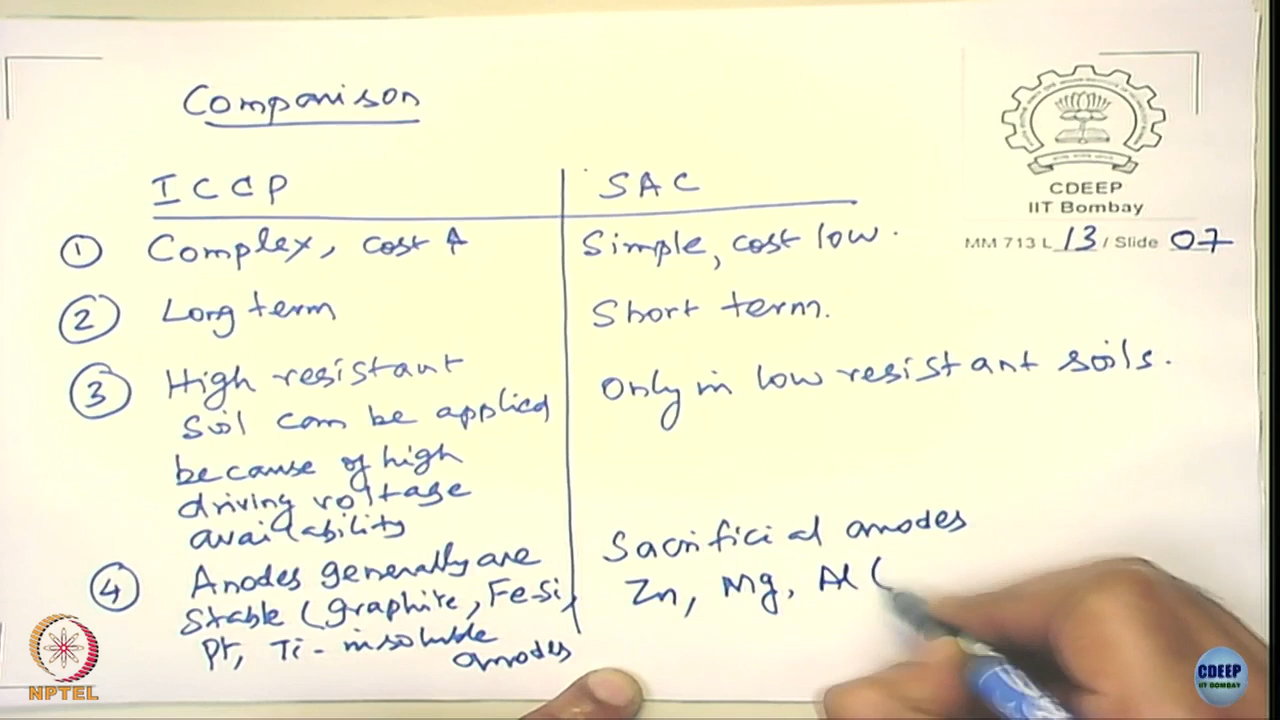 Comparison
ICCP
SAC
CDEEP
IIT Bombay
MM 713 L 13 / Slide 07
① Complex, cost ↑
Simple, cost low.
② Long term
Short term.
③ High resistant
soil can be applied
because of high
driving voltage
availability
Only in low resistant soils.
④ Anodes generally are
stable (graphite, Fe-Si,
Pt, Ti - insoluble
anodes
Sacrificial anodes
Zn, Mg, Al (
NPTEL
CDEEP
IIT BOMBAY